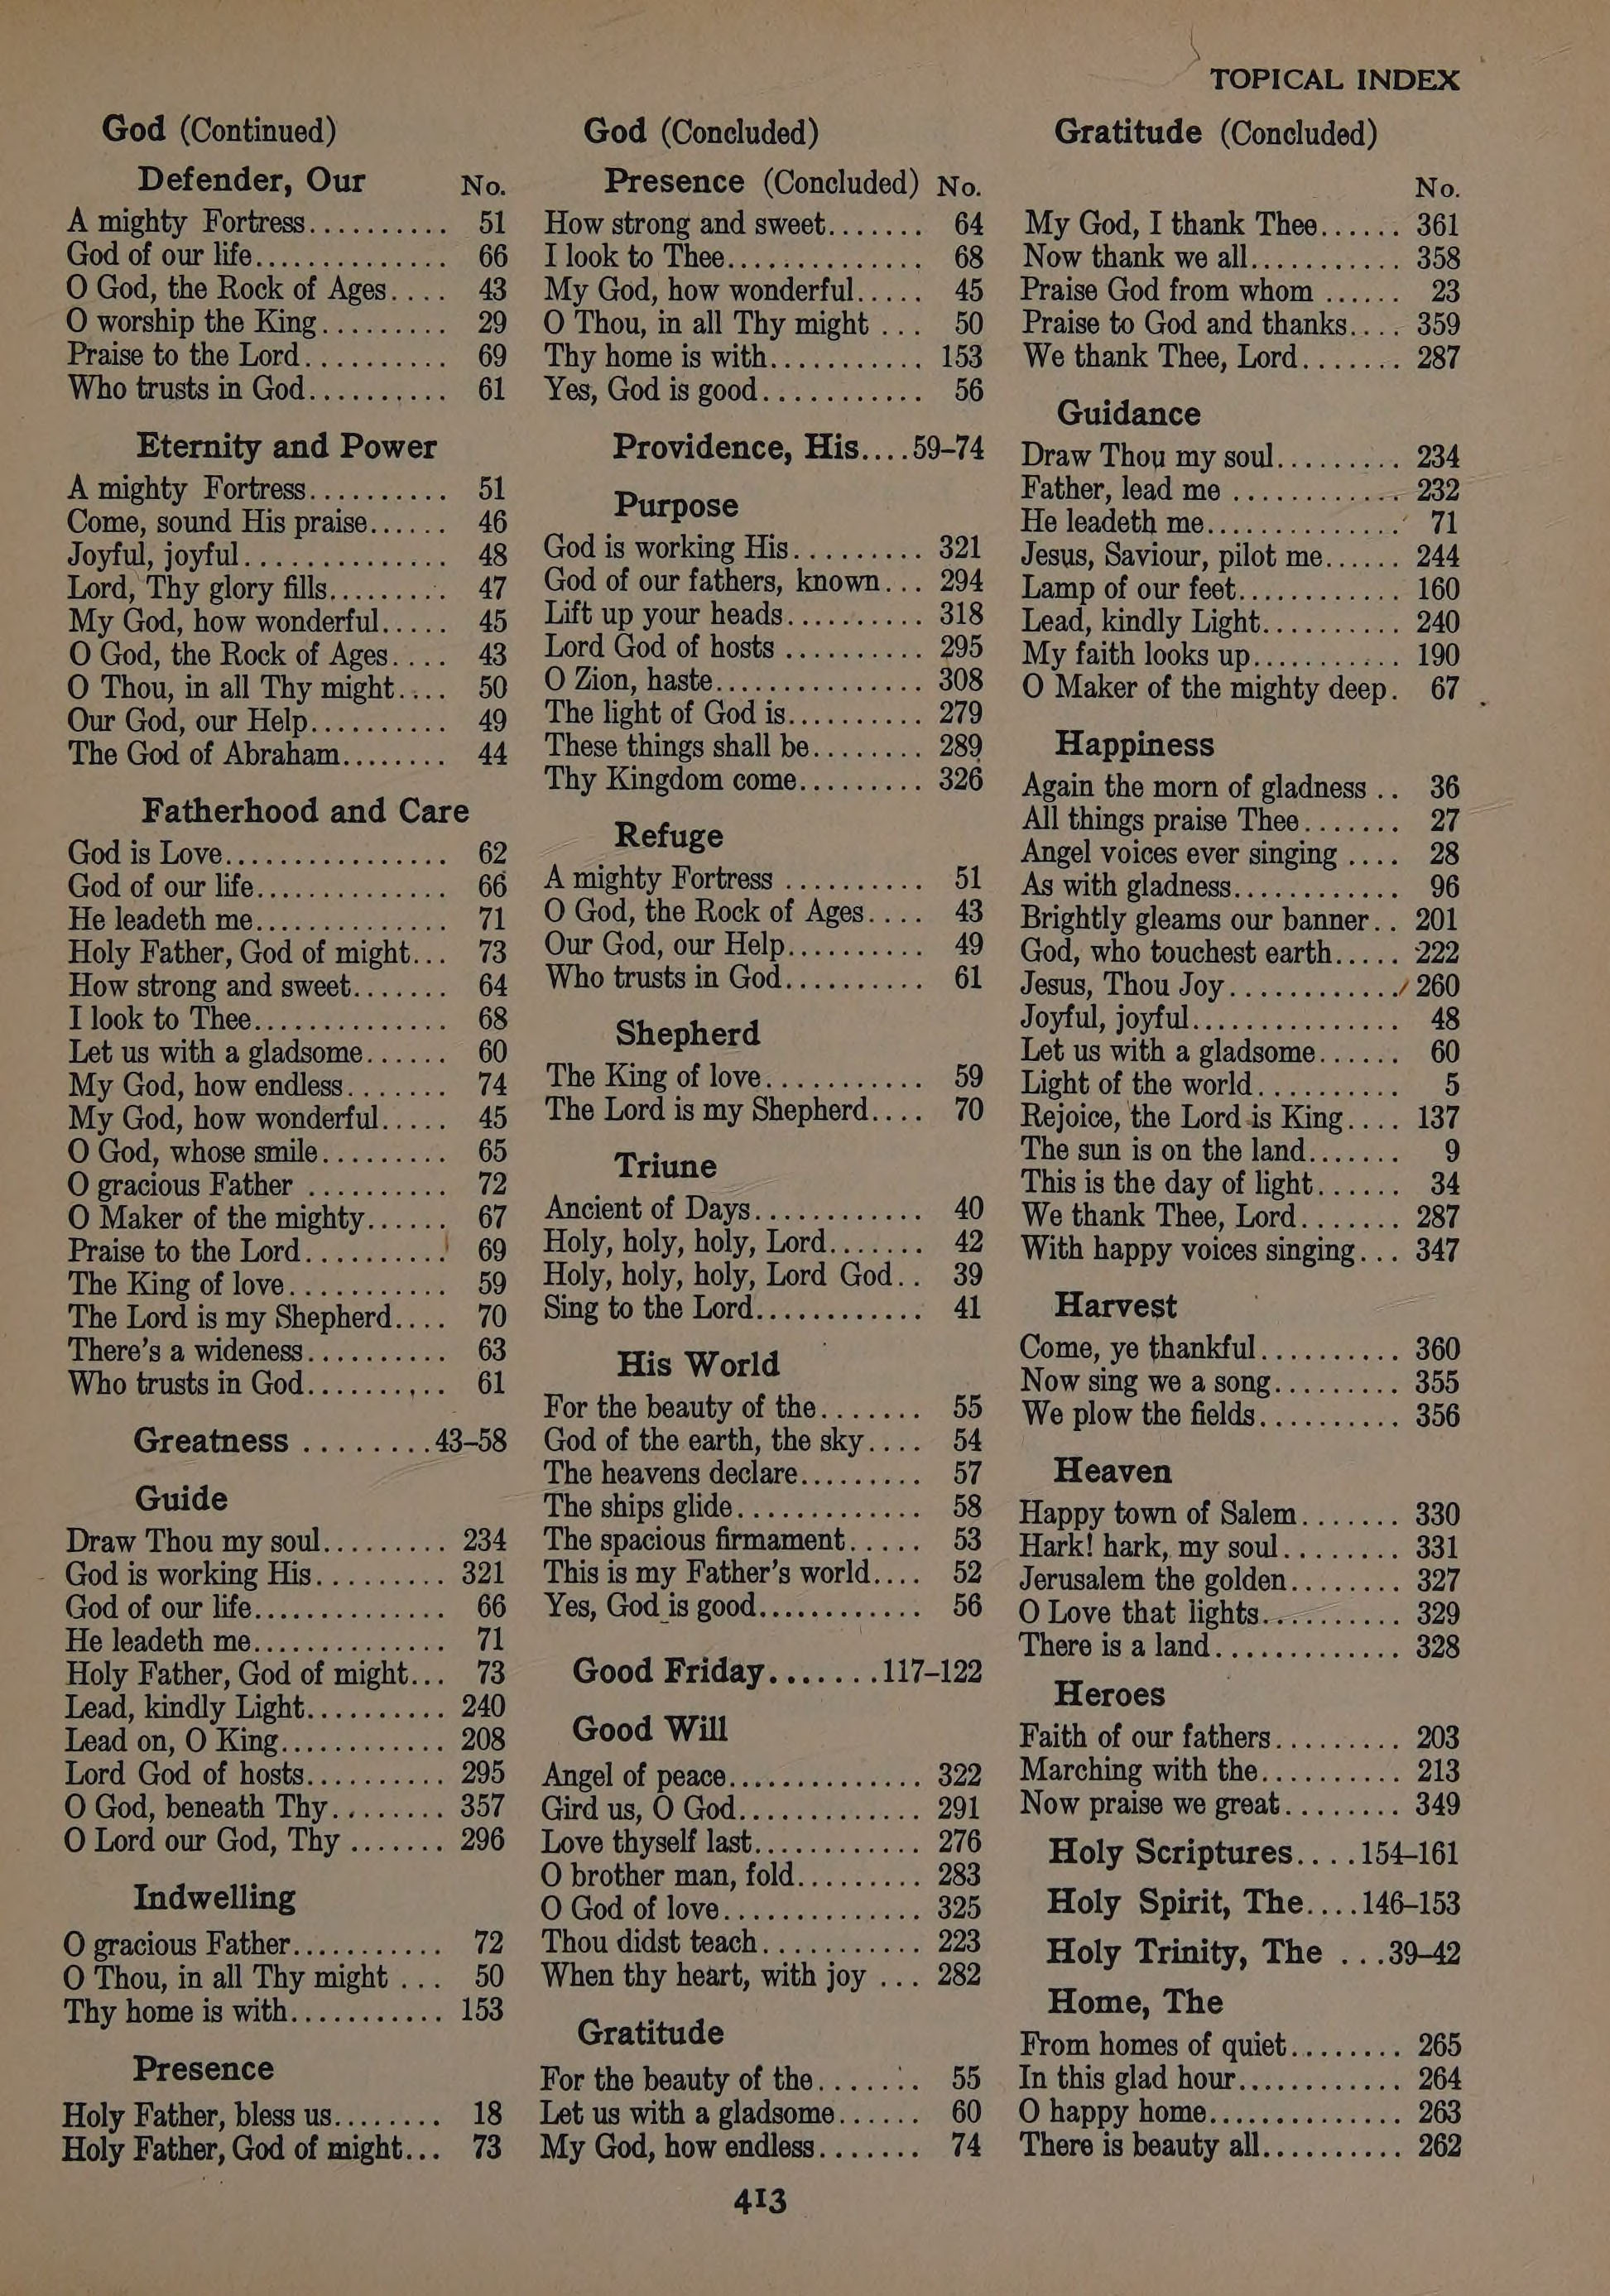 TOPICAL INDEX
God (Continued)
Defender, Our No.
A mighty Fortress.......... 51
God of our life.............. 66
O God, the Rock of Ages.... 43
O worship the King......... 29
Praise to the Lord........... 69
Who trusts in God.......... 61
Eternity and Power
A mighty Fortress.......... 51
Come, sound His praise...... 46
Joyful, joyful............... 48
Lord, Thy glory fills......... 47
My God, how wonderful..... 45
O God, the Rock of Ages.... 43
O Thou, in all Thy might.... 50
Our God, our Help.......... 49
The God of Abraham........ 44
Fatherhood and Care
God is Love................ 62
God of our life.............. 66
He leadeth me.............. 71
Holy Father, God of might... 73
How strong and sweet....... 64
I look to Thee.............. 68
Let us with a gladsome...... 60
My God, how endless....... 74
My God, how wonderful..... 45
O God, whose smile......... 65
O gracious Father .......... 72
O Maker of the mighty...... 67
Praise to the Lord.......... 69
The King of love........... 59
The Lord is my Shepherd.... 70
There's a wideness.......... 63
Who trusts in God.......... 61
Greatness .........43–58
Guide
Draw Thou my soul......... 234
God is working His......... 321
God of our life.............. 66
He leadeth me.............. 71
Holy Father, God of might... 73
Lead, kindly Light.......... 240
Lead on, O King............ 208
Lord God of hosts.......... 295
O God, beneath Thy........ 357
O Lord our God, Thy ....... 296
Indwelling
O gracious Father........... 72
O Thou, in all Thy might ... 50
Thy home is with........... 153
Presence
Holy Father, bless us........ 18
Holy Father, God of might... 73
God (Concluded)
Presence (Concluded) No.
How strong and sweet....... 64
I look to Thee.............. 68
My God, how wonderful..... 45
O Thou, in all Thy might ... 50
Thy home is with........... 153
Yes, God is good........... 56
Providence, His....59–74
Purpose
God is working His......... 321
God of our fathers, known... 294
Lift up your heads.......... 318
Lord God of hosts .......... 295
O Zion, haste............... 308
The light of God is.......... 279
These things shall be........ 289
Thy Kingdom come......... 326
Refuge
A mighty Fortress .......... 51
O God, the Rock of Ages.... 43
Our God, our Help.......... 49
Who trusts in God.......... 61
Shepherd
The King of love........... 59
The Lord is my Shepherd.... 70
Triune
Ancient of Days............ 40
Holy, holy, holy, Lord....... 42
Holy, holy, holy, Lord God.. 39
Sing to the Lord............ 41
His World
For the beauty of the....... 55
God of the earth, the sky.... 54
The heavens declare......... 57
The ships glide............. 58
The spacious firmament..... 53
This is my Father's world.... 52
Yes, God is good............ 56
Good Friday.......117–122
Good Will
Angel of peace.............. 322
Gird us, O God............. 291
Love thyself last............ 276
O brother man, fold......... 283
O God of love.............. 325
Thou didst teach........... 223
When thy heart, with joy ... 282
Gratitude
For the beauty of the....... 55
Let us with a gladsome...... 60
My God, how endless....... 74
Gratitude (Concluded)
No.
My God, I thank Thee...... 361
Now thank we all........... 358
Praise God from whom ...... 23
Praise to God and thanks.... 359
We thank Thee, Lord....... 287
Guidance
Draw Thou my soul......... 234
Father, lead me ............ 232
He leadeth me.............. 71
Jesus, Saviour, pilot me...... 244
Lamp of our feet............ 160
Lead, kindly Light.......... 240
My faith looks up........... 190
O Maker of the mighty deep. 67
Happiness
Again the morn of gladness .. 36
All things praise Thee....... 27
Angel voices ever singing .... 28
As with gladness............ 96
Brightly gleams our banner.. 201
God, who touchest earth..... 222
Jesus, Thou Joy............ 260
Joyful, joyful............... 48
Let us with a gladsome...... 60
Light of the world.......... 5
Rejoice, the Lord is King.... 137
The sun is on the land....... 9
This is the day of light...... 34
We thank Thee, Lord....... 287
With happy voices singing... 347
Harvest
Come, ye thankful.......... 360
Now sing we a song......... 355
We plow the fields.......... 356
Heaven
Happy town of Salem....... 330
Hark! hark, my soul........ 331
Jerusalem the golden........ 327
O Love that lights.......... 329
There is a land............. 328
Heroes
Faith of our fathers......... 203
Marching with the.......... 213
Now praise we great........ 349
Holy Scriptures....154–161
Holy Spirit, The....146–153
Holy Trinity, The ...39–42
Home, The
From homes of quiet........ 265
In this glad hour............ 264
O happy home.............. 263
There is beauty all.......... 262
413